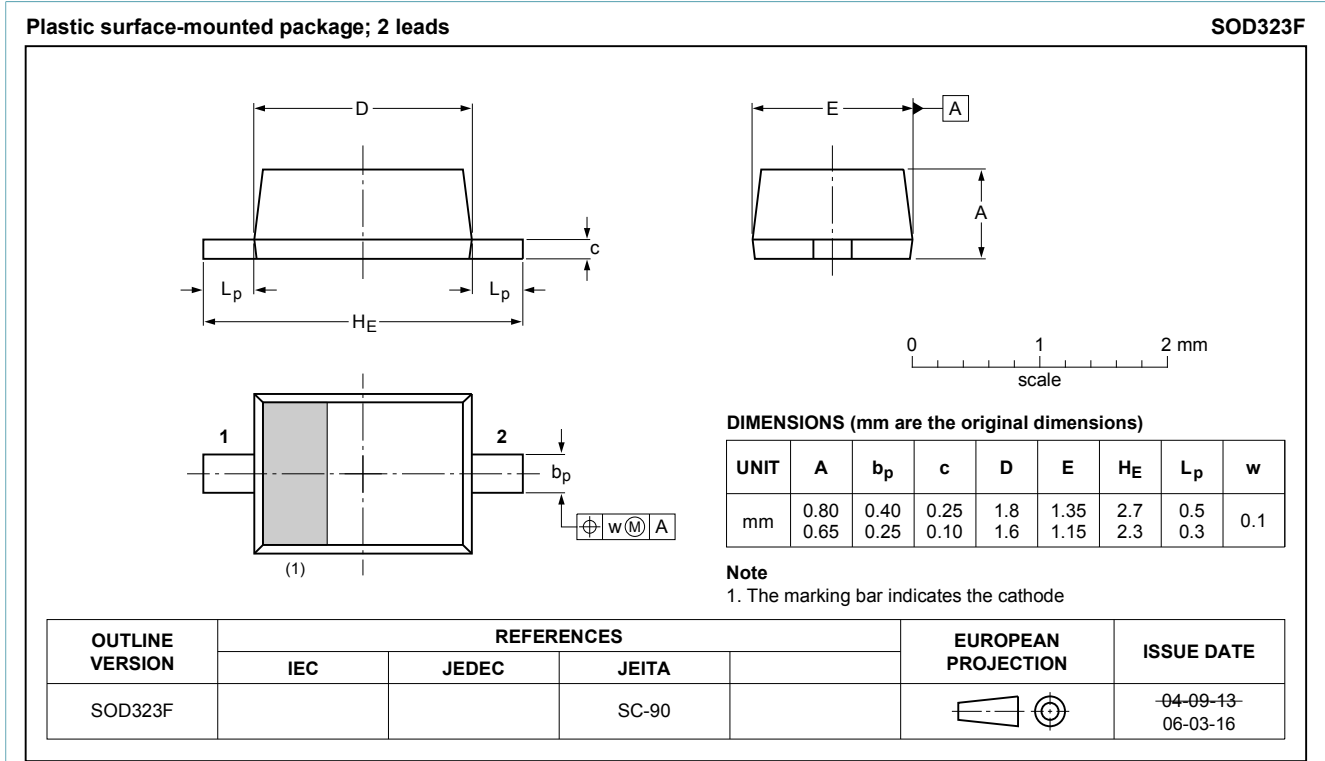 Plastic surface-mounted package; 2 leads
SOD323F
D
E
A
A
c
Lp
Lp
HE
0 1 2 mm
scale
1
2
bp
w M A
(1)
DIMENSIONS (mm are the original dimensions)
UNIT A bp c D E HE Lp w
mm 0.80 0.65 0.40 0.25 0.25 0.10 1.8 1.6 1.35 1.15 2.7 2.3 0.5 0.3 0.1
Note
1. The marking bar indicates the cathode
OUTLINE VERSION
REFERENCES
EUROPEAN PROJECTION
ISSUE DATE
IEC JEDEC JEITA
SOD323F
SC-90
04-09-13
06-03-16